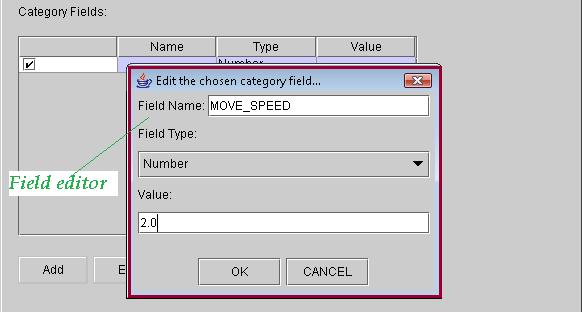 Category Fields:
Name Type Value
Number
Edit the chosen category field...
Field Name: MOVE_SPEED
Field Type:
Number
Field editor
Value:
2.0
Add E OK CANCEL